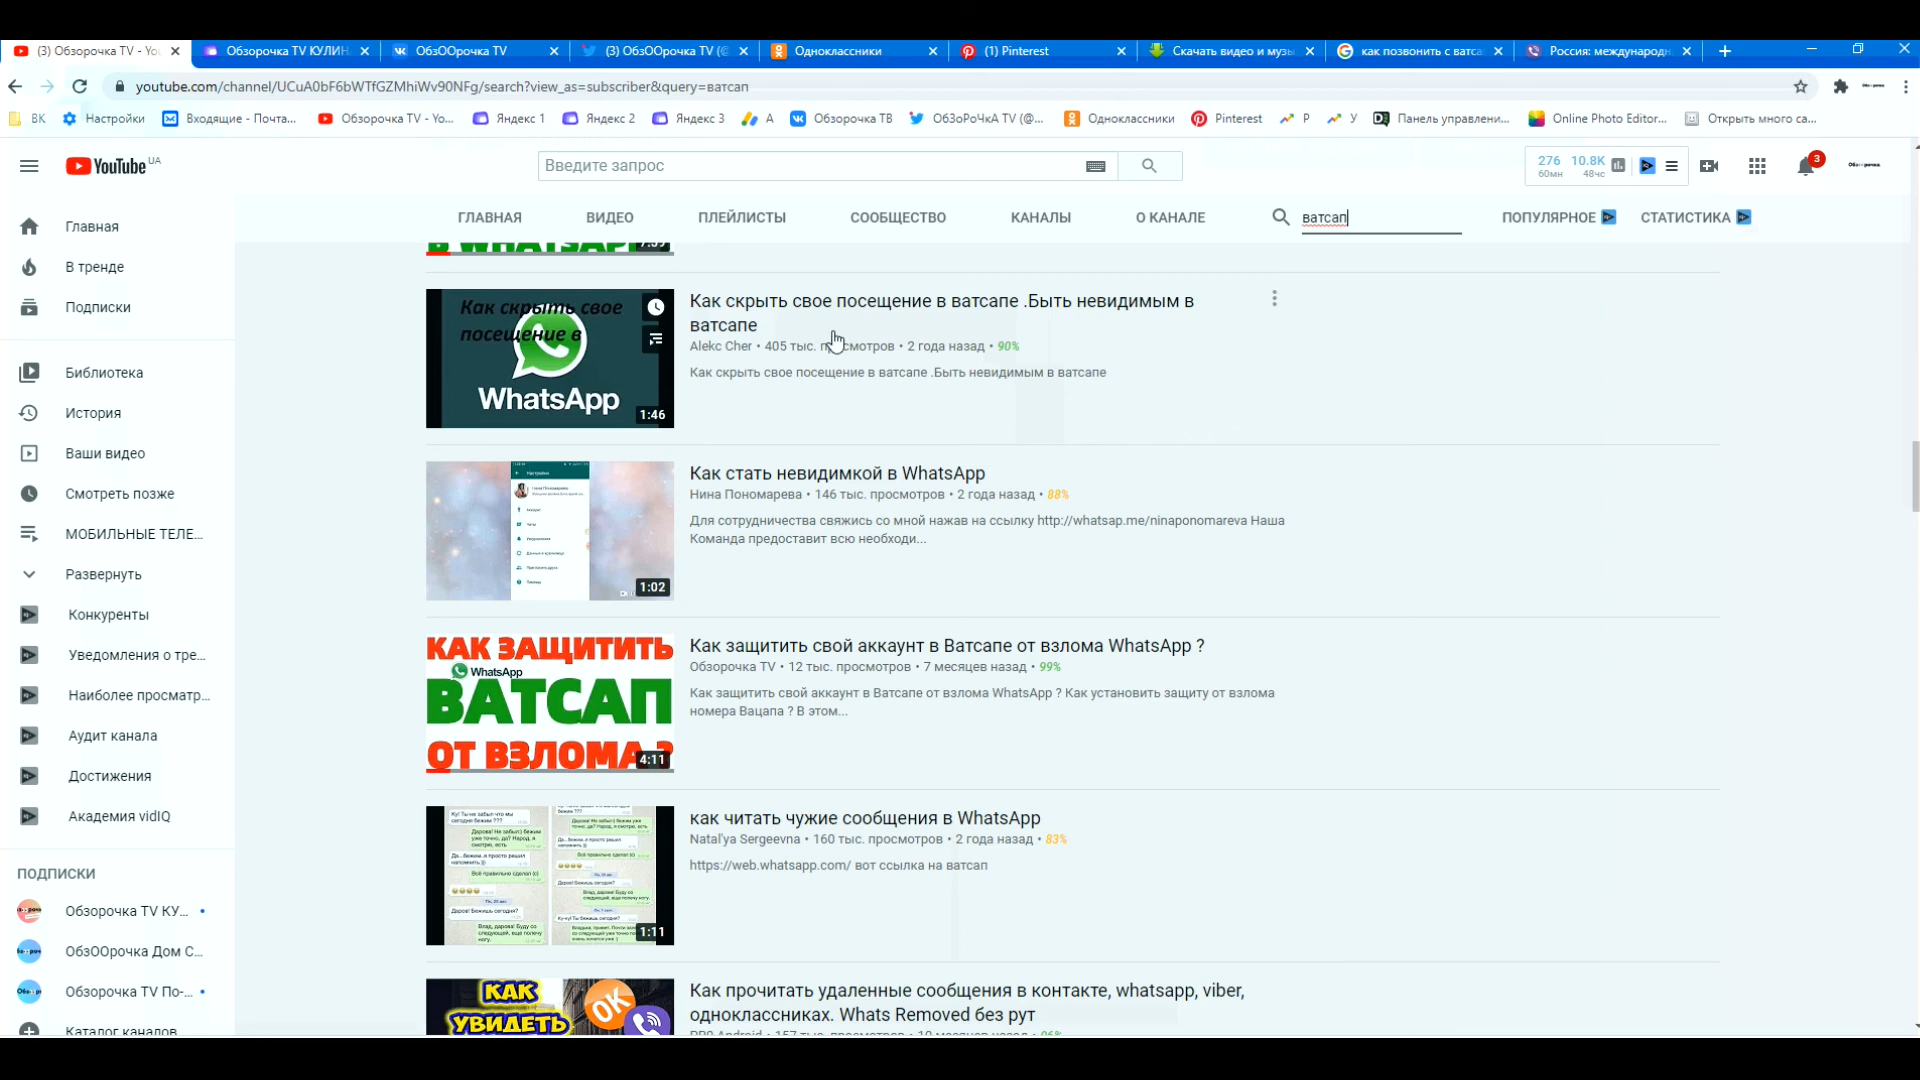 (3) Обзорочка TV - Yo
Обзорочка TV КУЛИН
ОбзООрочка TV
(3) ОбзООрочка TV (@
Одноклассники
(1) Pinterest
Скачать видео и музы
как позвонить с ватса
Россия: международн
youtube.com/channel/UCuA0bF6bWTfGZMhiWv90NFg/search?view_as=subscriber&query=ватсап
ВК
Настройки
Входящие - Почта...
Обзорочка TV - Yo...
Яндекс 1
Яндекс 2
Яндекс 3
А
Обзорочка ТВ
ОбЗоРоЧкА TV (@...
Одноклассники
Pinterest
Р
У
Панель управлени...
Online Photo Editor...
Открыть много са...
YouTube UA
Введите запрос
276 10.8K
60мн 48чс
3
ГЛАВНАЯ
ВИДЕО
ПЛЕЙЛИСТЫ
СООБЩЕСТВО
КАНАЛЫ
О КАНАЛЕ
ватсап
ПОПУЛЯРНОЕ
СТАТИСТИКА
Главная
В тренде
Подписки
Библиотека
История
Ваши видео
Смотреть позже
МОБИЛЬНЫЕ ТЕЛЕ...
Развернуть
Конкуренты
Уведомления о тре...
Наиболее просматр...
Аудит канала
Достижения
Академия vidIQ
ПОДПИСКИ
Обзорочка TV КУ...
ОбзООрочка Дом С...
Обзорочка TV По-...
Каталог каналов
В WHATSAP
7:59
Как скрыть свое
посещение в
WhatsApp
1:46
Как скрыть свое посещение в ватсапе .Быть невидимым в
ватсапе
Alekc Cher • 405 тыс. просмотров • 2 года назад • 90%
Как скрыть свое посещение в ватсапе .Быть невидимым в ватсапе
1:02
Как стать невидимкой в WhatsApp
Нина Пономарева • 146 тыс. просмотров • 2 года назад • 88%
Для сотрудничества свяжись со мной нажав на ссылку http://whatsap.me/ninaponomareva Наша
Команда предоставит всю необходи...
КАК ЗАЩИТИТЬ
WhatsApp
ВАТСАП
ОТ ВЗЛОМА ?
4:11
Как защитить свой аккаунт в Ватсапе от взлома WhatsApp ?
Обзорочка TV • 12 тыс. просмотров • 7 месяцев назад • 99%
Как защитить свой аккаунт в Ватсапе от взлома WhatsApp ? Как установить защиту от взлома
номера Вацапа ? В этом...
1:11
как читать чужие сообщения в WhatsApp
Natal'ya Sergeevna • 160 тыс. просмотров • 2 года назад • 83%
https://web.whatsapp.com/ вот ссылка на ватсап
КАК
УВИДЕТЬ
Как прочитать удаленные сообщения в контакте, whatsapp, viber,
одноклассниках. Whats Removed без рут